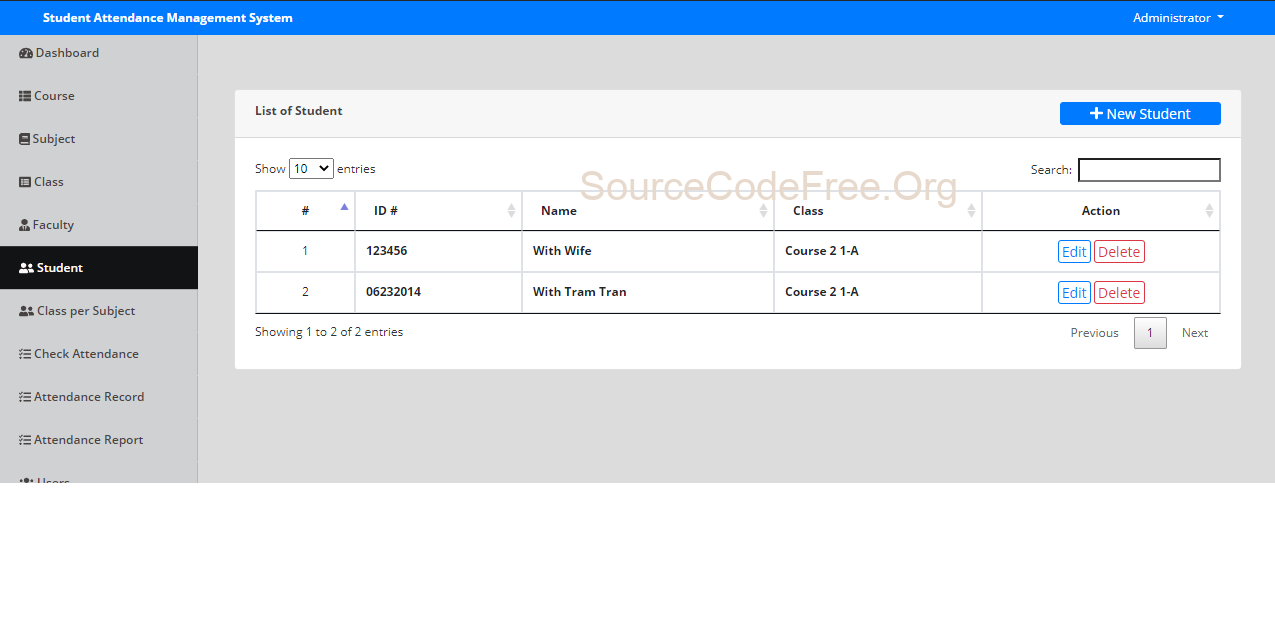 Student Attendance Management System
Administrator
Dashboard
Course
Subject
Class
Faculty
Student
Class per Subject
Check Attendance
Attendance Record
Attendance Report
Users
List of Student
New Student
Show 10 entries
Search:
SourceCodeFree.Org
# ID # Name Class Action
1 123456 With Wife Course 2 1-A Edit Delete
2 06232014 With Tram Tran Course 2 1-A Edit Delete
Showing 1 to 2 of 2 entries
Previous 1 Next